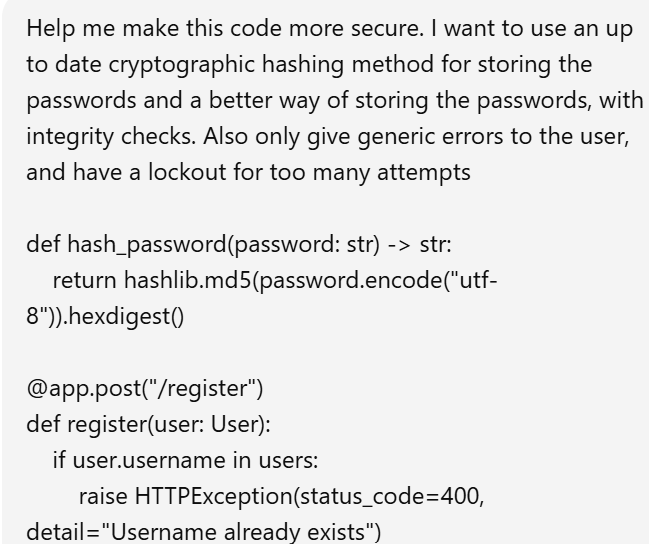 Help me make this code more secure. I want to use an up
to date cryptographic hashing method for storing the
passwords and a better way of storing the passwords, with
integrity checks. Also only give generic errors to the user,
and have a lockout for too many attempts
def hash_password(password: str) -> str:
    return hashlib.md5(password.encode("utf-
8")).hexdigest()
@app.post("/register")
def register(user: User):
    if user.username in users:
        raise HTTPException(status_code=400,
detail="Username already exists")